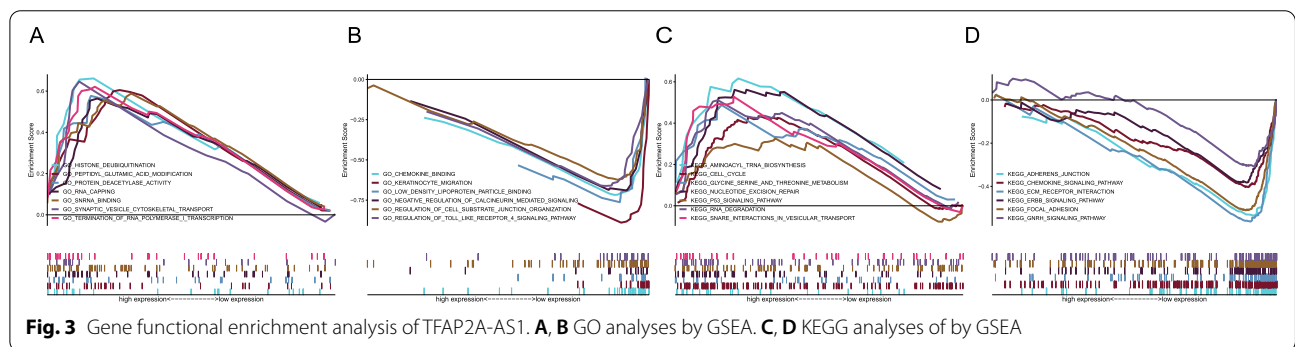 A
B
C
D
Enrichment Score
0.6
0.4
0.2
0.0
GO_HISTONE_DEUBIQUITINATION
GO_PEPTIDYL_GLUTAMIC_ACID_MODIFICATION
GO_PROTEIN_DEACETYLASE_ACTIVITY
GO_RNA_CAPPING
GO_SNRNA_BINDING
GO_SYNAPTIC_VESICLE_CYTOSKELETAL_TRANSPORT
GO_TERMINATION_OF_RNA_POLYMERASE_I_TRANSCRIPTION
high expression<------------->low expression
Enrichment Score
0.00
−0.25
−0.50
−0.75
GO_CHEMOKINE_BINDING
GO_KERATINOCYTE_MIGRATION
GO_LOW_DENSITY_LIPOPROTEIN_PARTICLE_BINDING
GO_NEGATIVE_REGULATION_OF_CALCINEURIN_MEDIATED_SIGNALING
GO_REGULATION_OF_CELL_SUBSTRATE_JUNCTION_ORGANIZATION
GO_REGULATION_OF_TOLL_LIKE_RECEPTOR_4_SIGNALING_PATHWAY
high expression<------------->low expression
Enrichment Score
0.6
0.4
0.2
0.0
KEGG_AMINOACYL_TRNA_BIOSYNTHESIS
KEGG_CELL_CYCLE
KEGG_GLYCINE_SERINE_AND_THREONINE_METABOLISM
KEGG_NUCLEOTIDE_EXCISION_REPAIR
KEGG_P53_SIGNALING_PATHWAY
KEGG_RNA_DEGRADATION
KEGG_SNARE_INTERACTIONS_IN_VESICULAR_TRANSPORT
high expression<------------->low expression
Enrichment Score
0.0
−0.4
KEGG_ADHERENS_JUNCTION
KEGG_CHEMOKINE_SIGNALING_PATHWAY
KEGG_ECM_RECEPTOR_INTERACTION
KEGG_ERBB_SIGNALING_PATHWAY
KEGG_FOCAL_ADHESION
KEGG_GNRH_SIGNALING_PATHWAY
high expression<------------->low expression
Fig. 3 Gene functional enrichment analysis of TFAP2A-AS1. A, B GO analyses by GSEA. C, D KEGG analyses of by GSEA